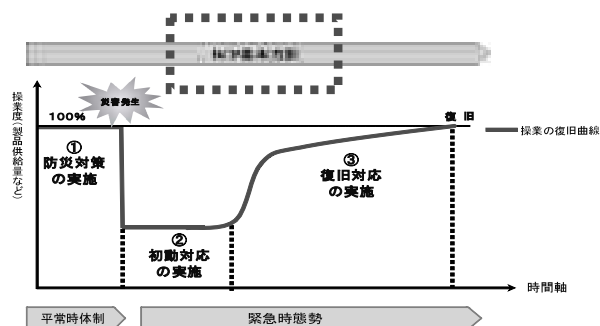 災害発生
操業度(製品供給量など)
100%
復 旧
操業の復旧曲線
①
防災対策
の実施
③
復旧対応
の実施
②
初動対応
の実施
時間軸
平常時体制
緊急時態勢